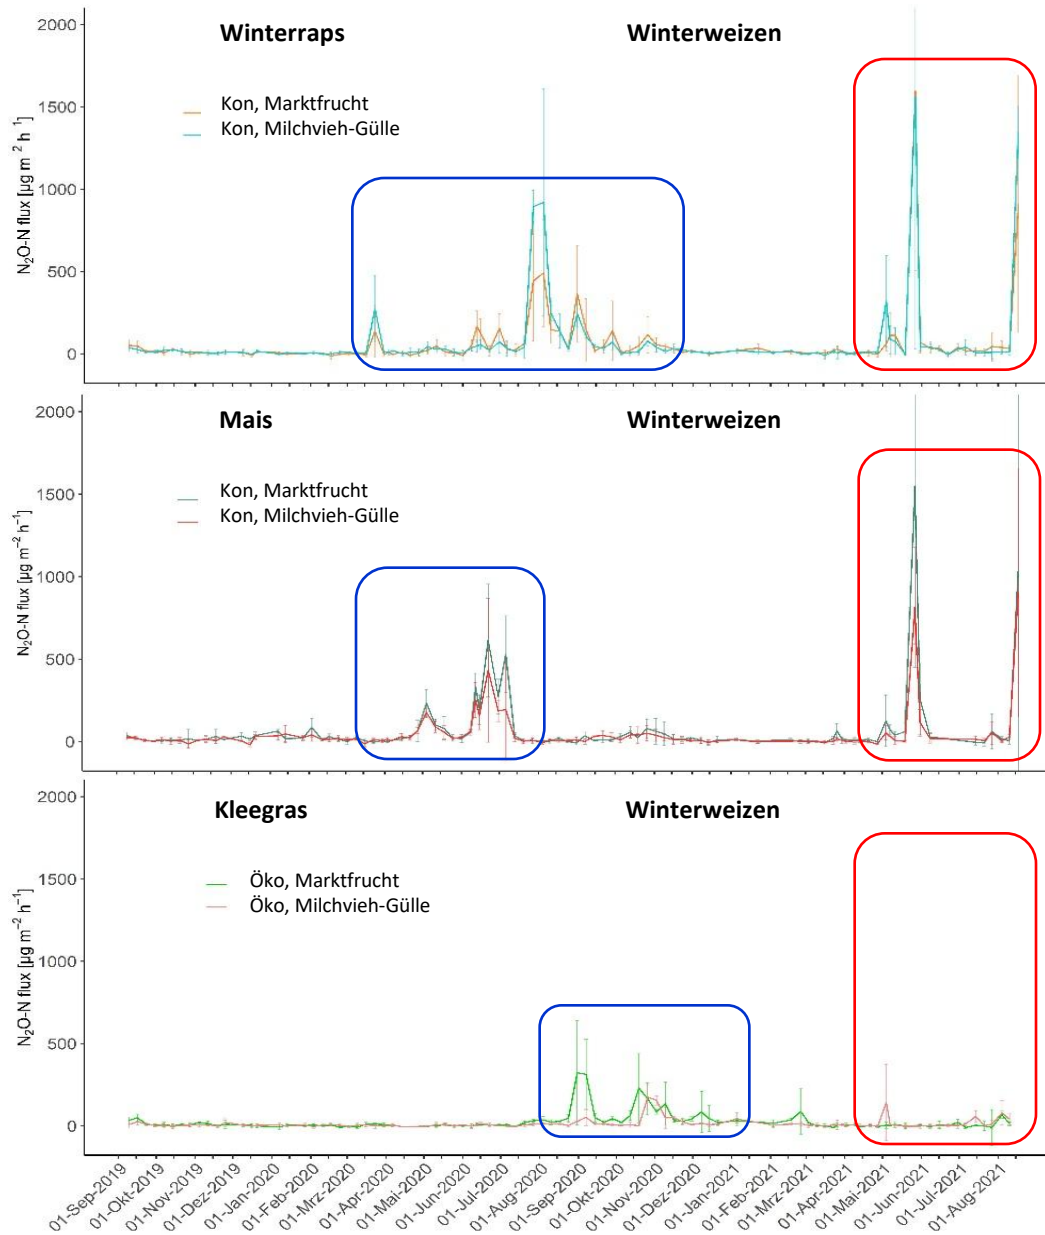 Winterraps Winterweizen
Kon, Marktfrucht
Kon, Milchvieh-Gülle
2000
1500
1000
500
0
N₂O-N flux [µg m⁻² h⁻¹]
Mais Winterweizen
Kon, Marktfrucht
Kon, Milchvieh-Gülle
2000
1500
1000
500
0
N₂O-N flux [µg m⁻² h⁻¹]
Kleegras Winterweizen
Öko, Marktfrucht
Öko, Milchvieh-Gülle
2000
1500
1000
500
0
N₂O-N flux [µg m⁻² h⁻¹]
01-Sep-2019
01-Okt-2019
01-Nov-2019
01-Dez-2019
01-Jan-2020
01-Feb-2020
01-Mrz-2020
01-Apr-2020
01-Mai-2020
01-Jun-2020
01-Jul-2020
01-Aug-2020
01-Sep-2020
01-Okt-2020
01-Nov-2020
01-Dez-2020
01-Jan-2021
01-Feb-2021
01-Mrz-2021
01-Apr-2021
01-Mai-2021
01-Jun-2021
01-Jul-2021
01-Aug-2021